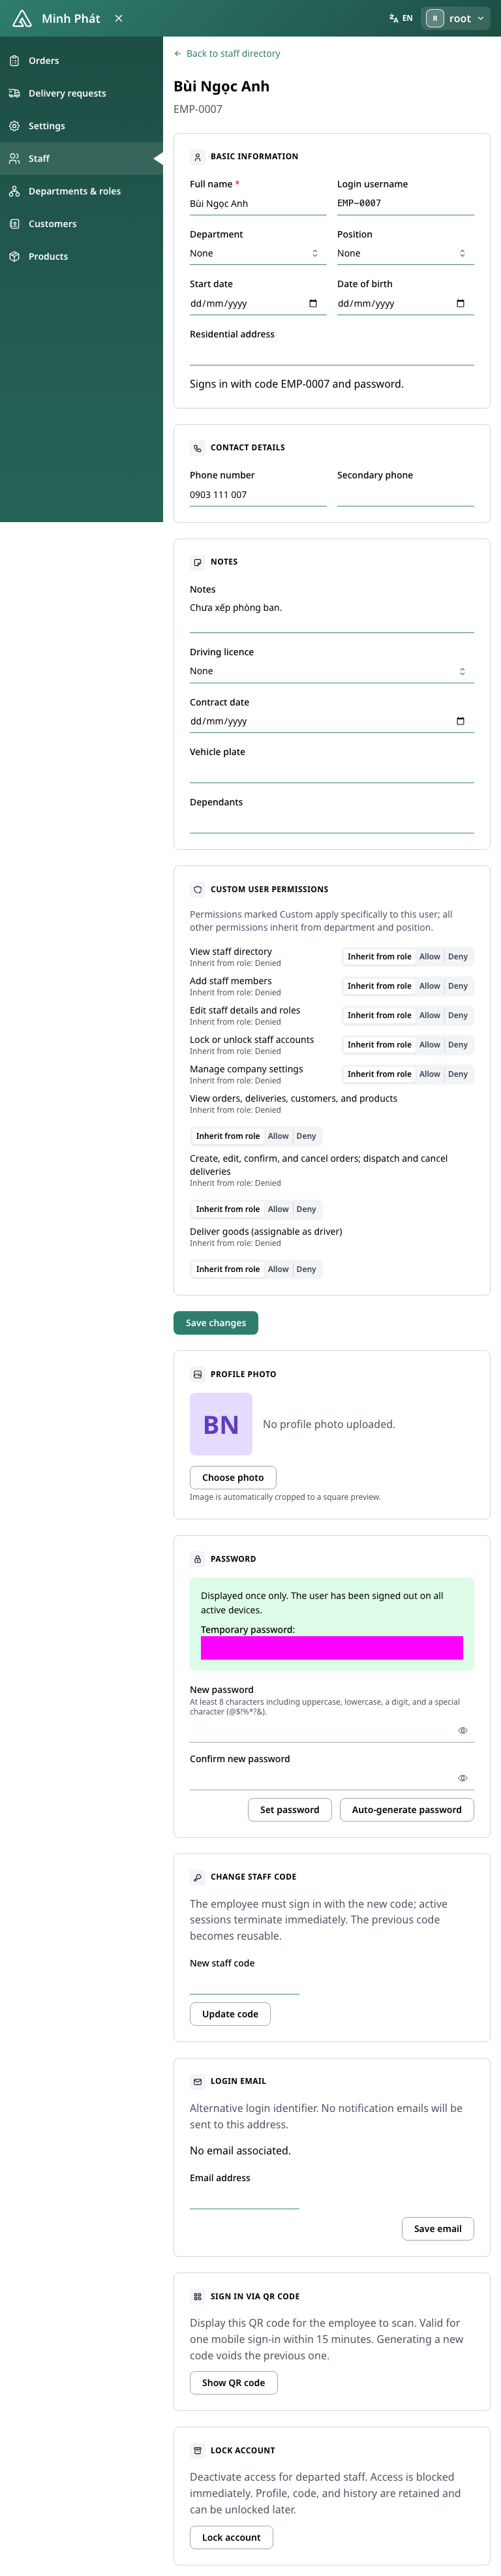 Minh Phát
EN
R
root
Orders
Delivery requests
Settings
Staff
Departments & roles
Customers
Products
Back to staff directory
Bùi Ngọc Anh
EMP-0007
BASIC INFORMATION
Full name *
Login username
Bùi Ngọc Anh
EMP-0007
Department
Position
None
None
Start date
Date of birth
dd/mm/yyyy
dd/mm/yyyy
Residential address
Signs in with code EMP-0007 and password.
CONTACT DETAILS
Phone number
Secondary phone
0903 111 007
NOTES
Notes
Chưa xếp phòng ban.
Driving licence
None
Contract date
dd/mm/yyyy
Vehicle plate
Dependants
CUSTOM USER PERMISSIONS
Permissions marked Custom apply specifically to this user; all
other permissions inherit from department and position.
View staff directory
Inherit from role: Denied
Inherit from role Allow Deny
Add staff members
Inherit from role: Denied
Inherit from role Allow Deny
Edit staff details and roles
Inherit from role: Denied
Inherit from role Allow Deny
Lock or unlock staff accounts
Inherit from role: Denied
Inherit from role Allow Deny
Manage company settings
Inherit from role: Denied
Inherit from role Allow Deny
View orders, deliveries, customers, and products
Inherit from role: Denied
Inherit from role Allow Deny
Create, edit, confirm, and cancel orders; dispatch and cancel
deliveries
Inherit from role: Denied
Inherit from role Allow Deny
Deliver goods (assignable as driver)
Inherit from role: Denied
Inherit from role Allow Deny
Save changes
PROFILE PHOTO
BN
No profile photo uploaded.
Choose photo
Image is automatically cropped to a square preview.
PASSWORD
Displayed once only. The user has been signed out on all
active devices.
Temporary password:
New password
At least 8 characters including uppercase, lowercase, a digit, and a special
character (@$!%*?&).
Confirm new password
Set password
Auto-generate password
CHANGE STAFF CODE
The employee must sign in with the new code; active
sessions terminate immediately. The previous code
becomes reusable.
New staff code
Update code
LOGIN EMAIL
Alternative login identifier. No notification emails will be
sent to this address.
No email associated.
Email address
Save email
SIGN IN VIA QR CODE
Display this QR code for the employee to scan. Valid for
one mobile sign-in within 15 minutes. Generating a new
code voids the previous one.
Show QR code
LOCK ACCOUNT
Deactivate access for departed staff. Access is blocked
immediately. Profile, code, and history are retained and
can be unlocked later.
Lock account